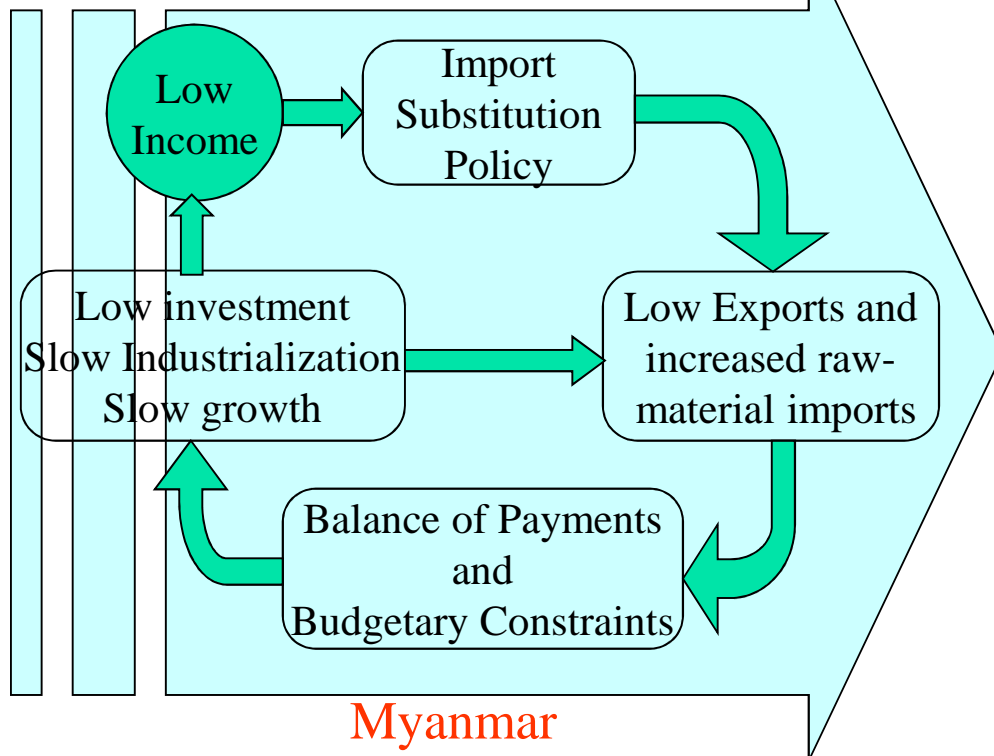 Low
Income
Import
Substitution
Policy
Low investment
Slow Industrialization
Slow growth
Low Exports and
increased raw-
material imports
Balance of Payments
and
Budgetary Constraints
Myanmar